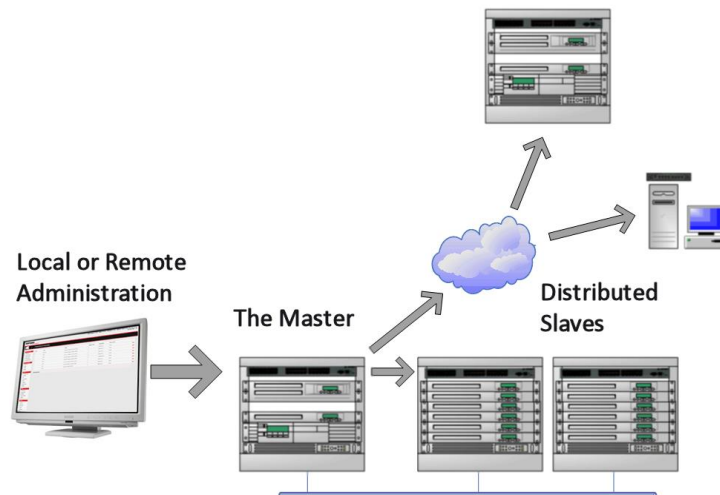 Local or Remote
Administration
The Master
Distributed
Slaves